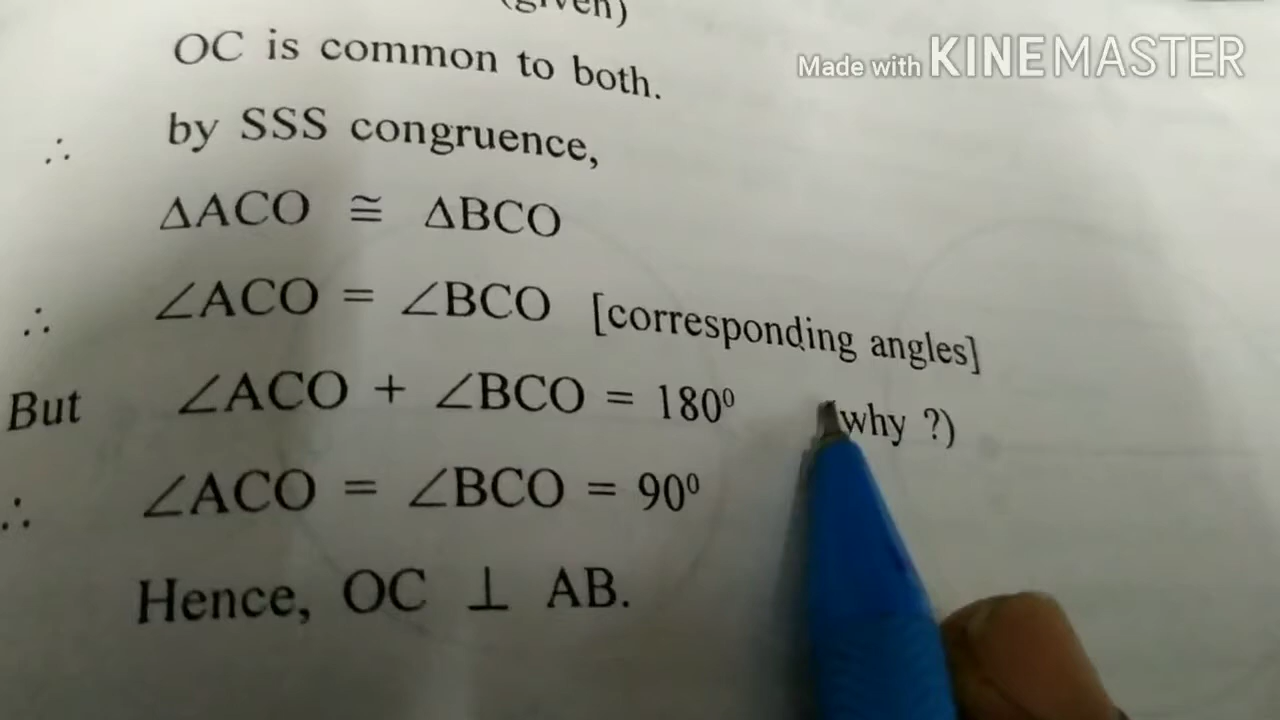 (given)
OC is common to both.
Made with KINEMASTER
∴ by SSS congruence,
ΔACO ≅ ΔBCO
∴ ∠ACO = ∠BCO [corresponding angles]
But ∠ACO + ∠BCO = 180⁰ (why ?)
∴ ∠ACO = ∠BCO = 90⁰
Hence, OC ⊥ AB.